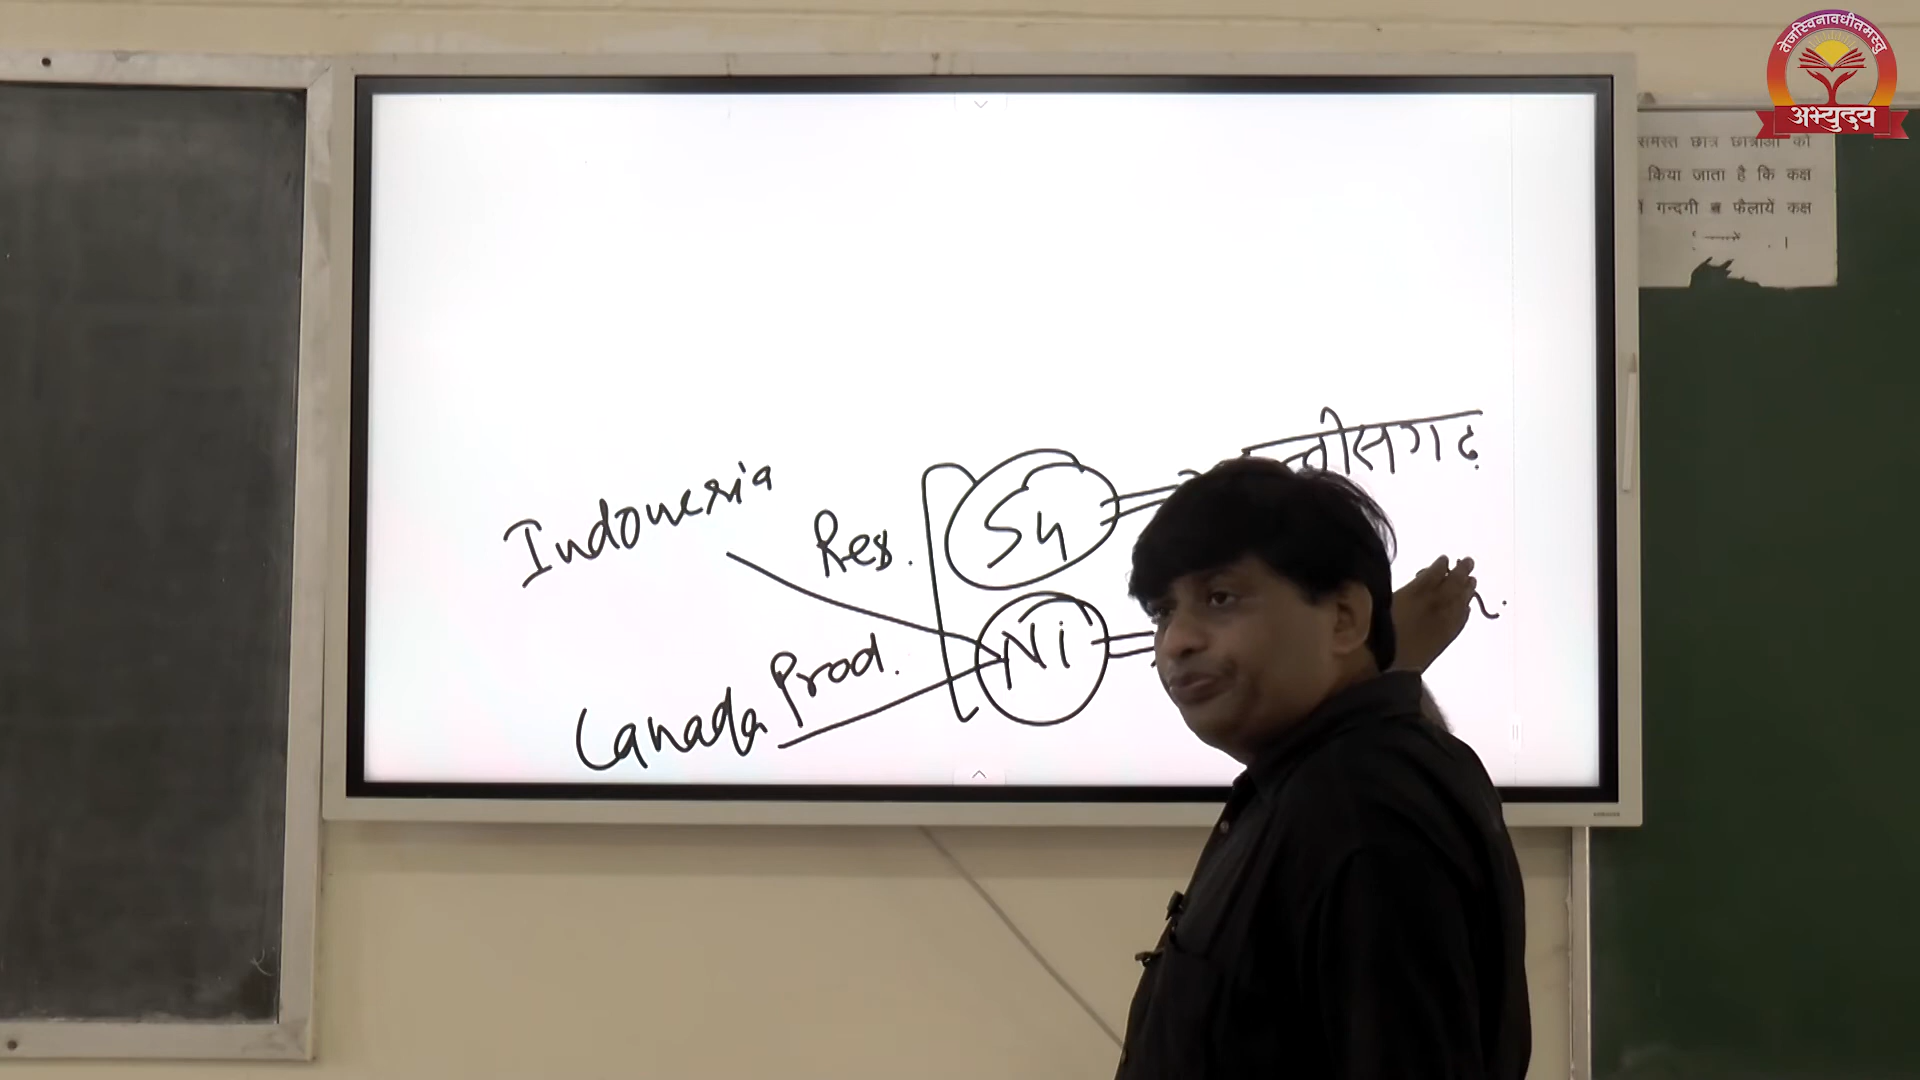 तेजस्विनावधीतमस्तु
अभ्युदय
समस्त छात्र छात्राओं को
किया जाता है कि कक्ष
में गन्दगी न फैलायें कक्ष
Indonesia
Res.
Sn
Ni
Prod.
Canada